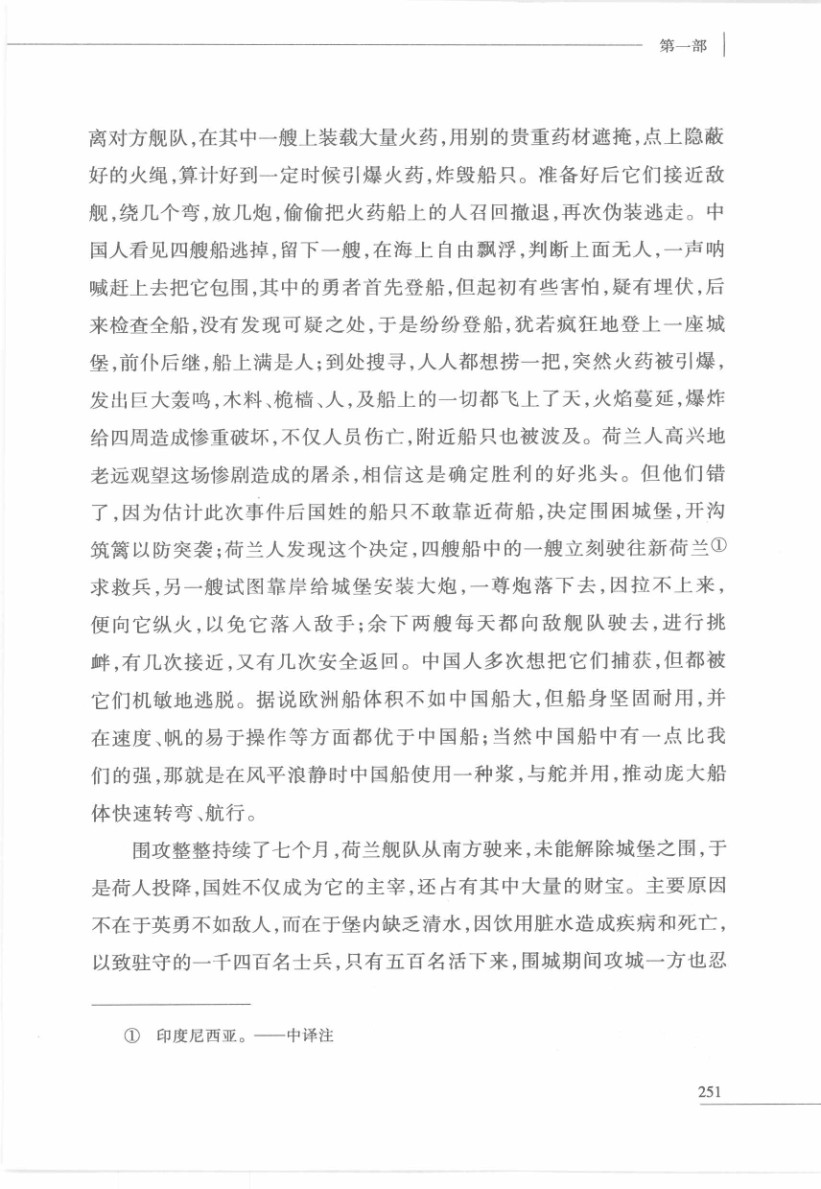 第一部
离对方舰队,在其中一艘上装载大量火药,用别的贵重药材遮掩,点上隐蔽
好的火绳,算计好到一定时候引爆火药,炸毁船只。准备好后它们接近敌
舰,绕几个弯,放几炮,偷偷把火药船上的人召回撤退,再次伪装逃走。中
国人看见四艘船逃掉,留下一艘,在海上自由飘浮,判断上面无人,一声呐
喊赶上去把它包围,其中的勇者首先登船,但起初有些害怕,疑有埋伏,后
来检查全船,没有发现可疑之处,于是纷纷登船,犹若疯狂地登上一座城
堡,前仆后继,船上满是人;到处搜寻,人人都想捞一把,突然火药被引爆,
发出巨大轰鸣,木料、桅樯、人,及船上的一切都飞上了天,火焰蔓延,爆炸
给四周造成惨重破坏,不仅人员伤亡,附近船只也被波及。荷兰人高兴地
老远观望这场惨剧造成的屠杀,相信这是确定胜利的好兆头。但他们错
了,因为估计此次事件后国姓的船只不敢靠近荷船,决定围困城堡,开沟
筑篱以防突袭;荷兰人发现这个决定,四艘船中的一艘立刻驶往新荷兰①
求救兵,另一艘试图靠岸给城堡安装大炮,一尊炮落下去,因拉不上来,
便向它纵火,以免它落入敌手;余下两艘每天都向敌舰队驶去,进行挑
衅,有几次接近,又有几次安全返回。中国人多次想把它们捕获,但都被
它们机敏地逃脱。据说欧洲船体积不如中国船大,但船身坚固耐用,并
在速度、帆的易于操作等方面都优于中国船;当然中国船中有一点比我
们的强,那就是在风平浪静时中国船使用一种桨,与舵并用,推动庞大船
体快速转弯、航行。
围攻整整持续了七个月,荷兰舰队从南方驶来,未能解除城堡之围,于
是荷人投降,国姓不仅成为它的主宰,还占有其中大量的财宝。主要原因
不在于英勇不如敌人,而在于堡内缺乏清水,因饮用脏水造成疾病和死亡,
以致驻守的一千四百名士兵,只有五百名活下来,围城期间攻城一方也忍
① 印度尼西亚。——中译注
251